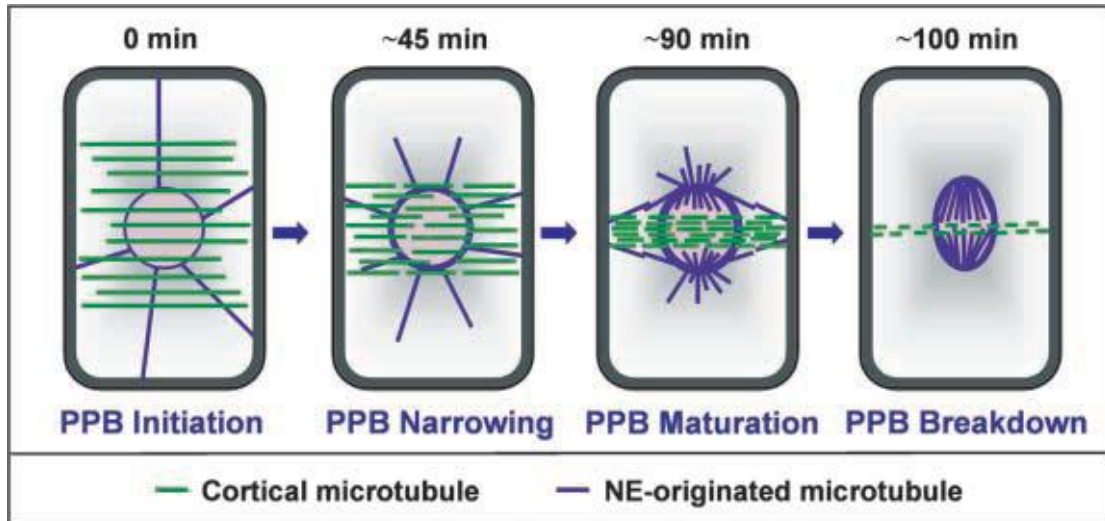 0 min ~45 min ~90 min ~100 min
PPB Initiation PPB Narrowing PPB Maturation PPB Breakdown
Cortical microtubule NE-originated microtubule